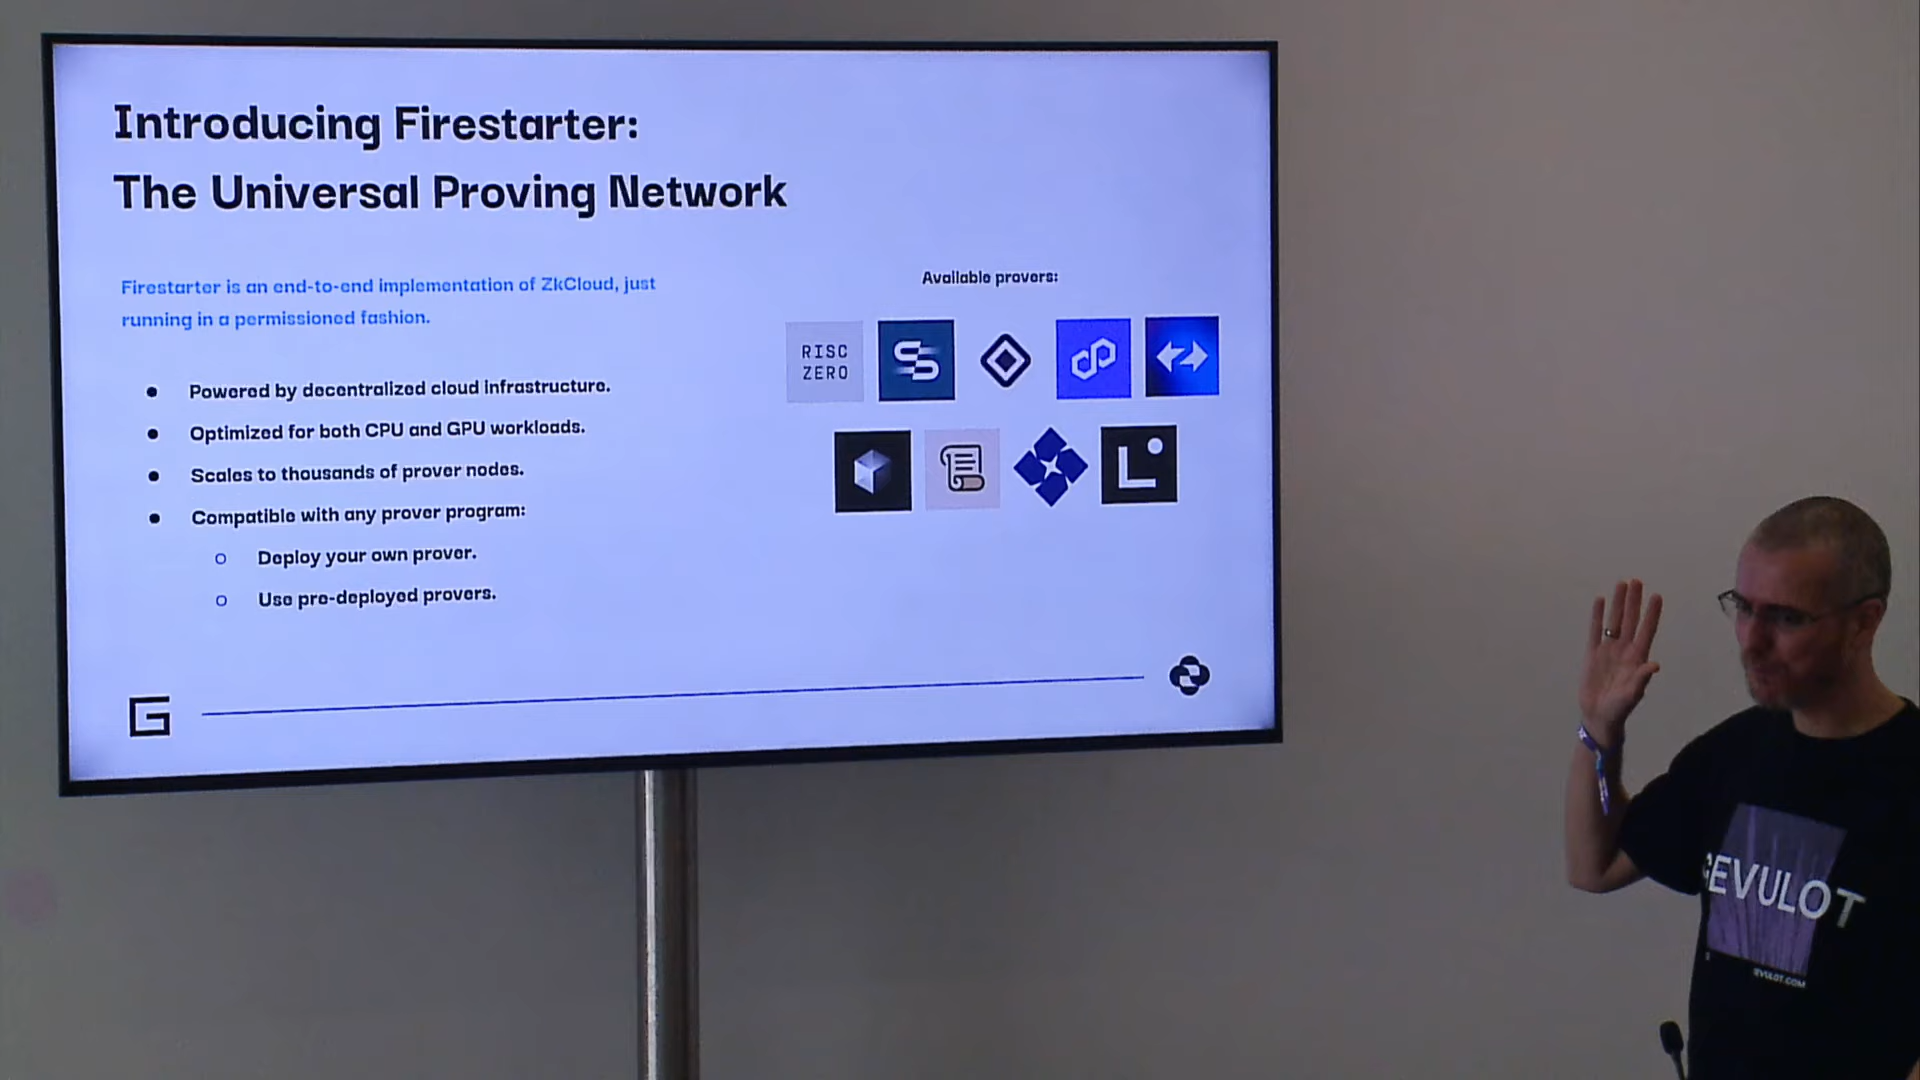 Introducing Firestarter:
The Universal Proving Network
Firestarter is an end-to-end implementation of ZkCloud, just
running in a permissioned fashion.
Powered by decentralized cloud infrastructure.
Optimized for both CPU and GPU workloads.
Scales to thousands of prover nodes.
Compatible with any prover program:
Deploy your own prover.
Use pre-deployed provers.
Available provers:
RISC
ZERO
GEVULOT
GEVULOT.COM